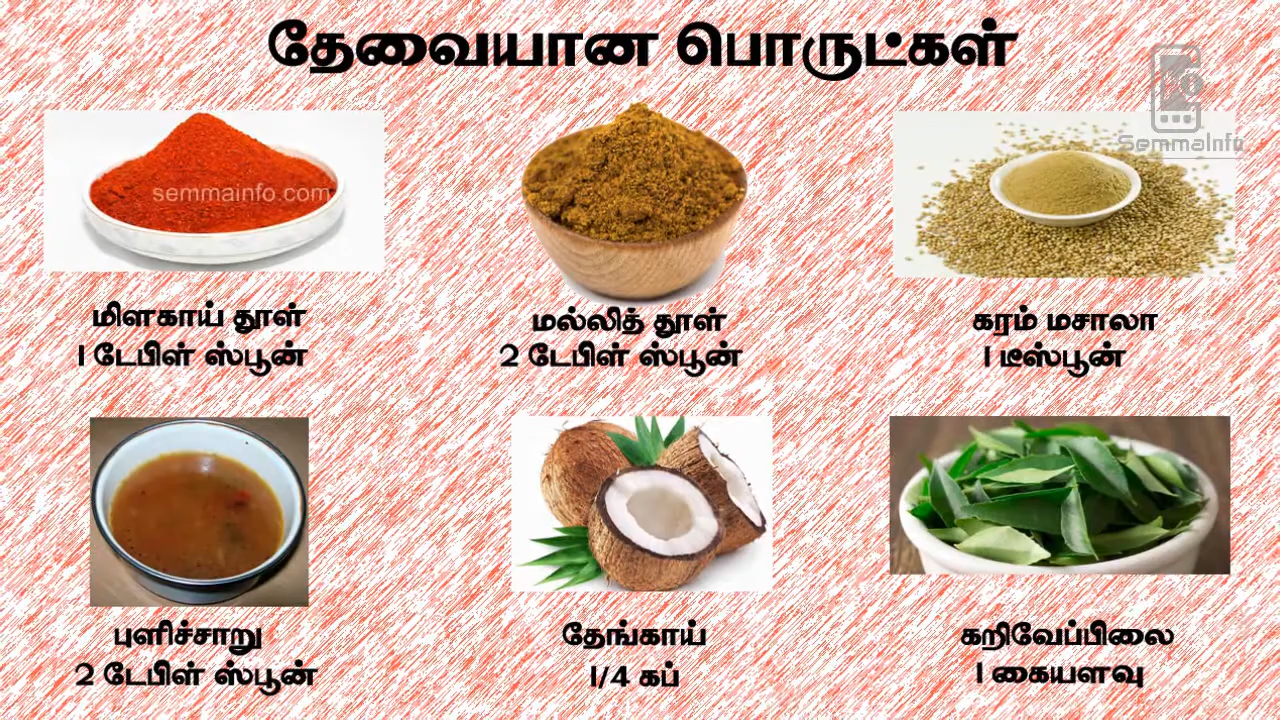 தேவையான பொருட்கள்
SemmaInfo
semmainfo.com
மிளகாய் தூள்
1 டேபிள் ஸ்பூன்
மல்லித் தூள்
2 டேபிள் ஸ்பூன்
கரம் மசாலா
1 டீஸ்பூன்
புளிச்சாறு
2 டேபிள் ஸ்பூன்
தேங்காய்
1/4 கப்
கறிவேப்பிலை
1 கையளவு